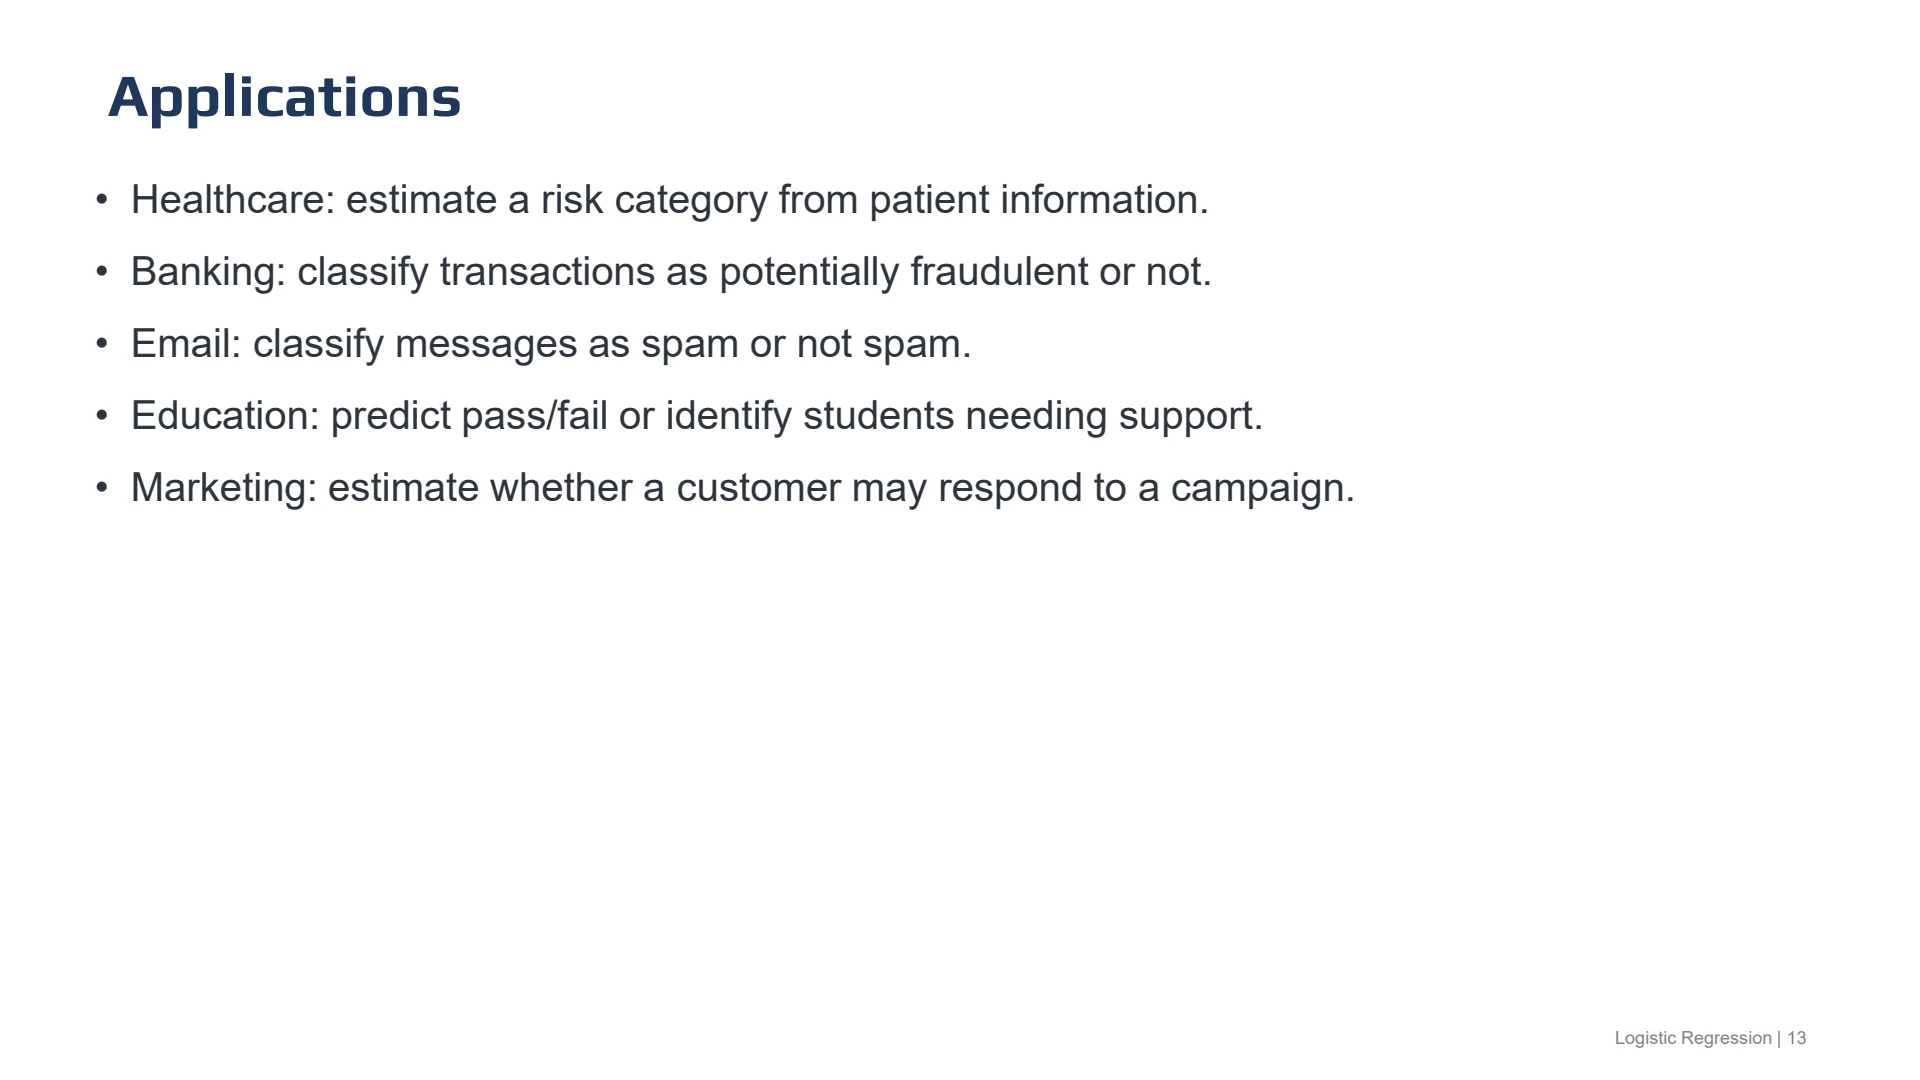 Applications
• Healthcare: estimate a risk category from patient information.
• Banking: classify transactions as potentially fraudulent or not.
• Email: classify messages as spam or not spam.
• Education: predict pass/fail or identify students needing support.
• Marketing: estimate whether a customer may respond to a campaign.
Logistic Regression | 13